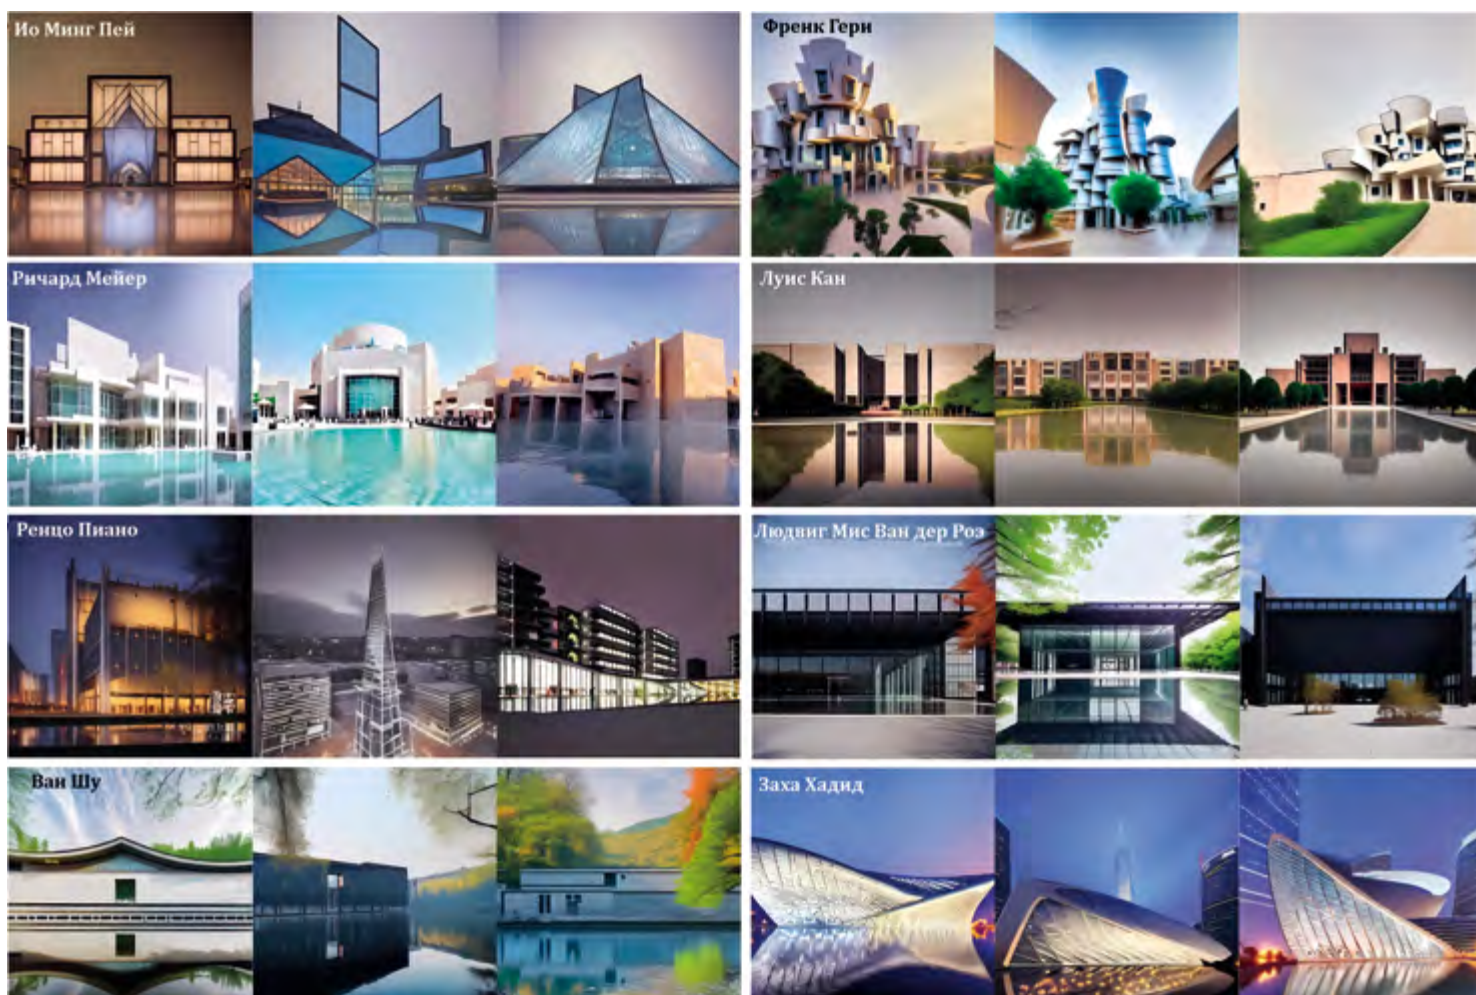 Ио Минг Пей
Френк Гери
Ричард Мейер
Луис Кан
Ренцо Пиано
Людвиг Мис Ван дер Роэ
Ван Шу
Заха Хадид